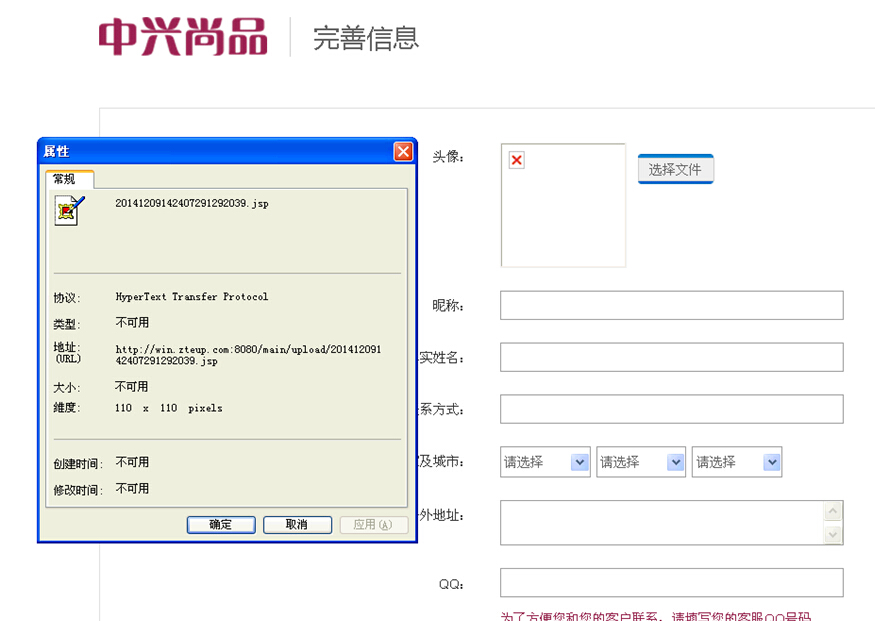 中兴尚品 完善信息
属性
常规
20141209142407291292039.jsp
协议: HyperText Transfer Protocol
类型: 不可用
地址: http://win.zteup.com:8080/main/upload/201412091
(URL) 42407291292039.jsp
大小: 不可用
维度: 110 x 110 pixels
创建时间: 不可用
修改时间: 不可用
确定 取消 应用(A)
头像: 选择文件
昵称:
实姓名:
系方式:
及城市: 请选择 请选择 请选择
外地址:
QQ:
为了方便您和您的客户联系，请填写您的客服QQ号码